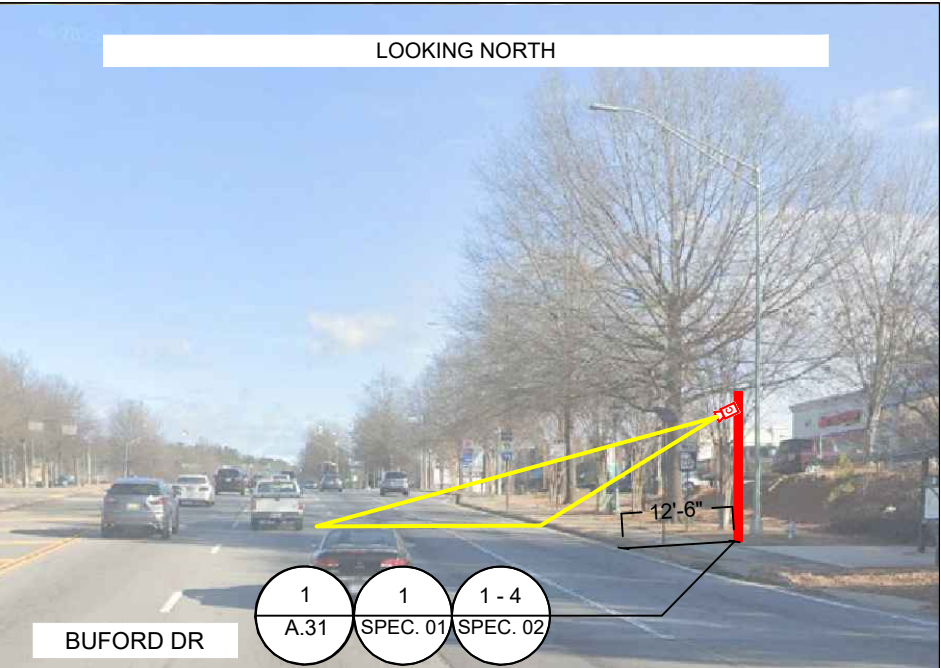 LOOKING NORTH
12'-6"
1
A.31
1
SPEC. 01
1 - 4
SPEC. 02
BUFORD DR